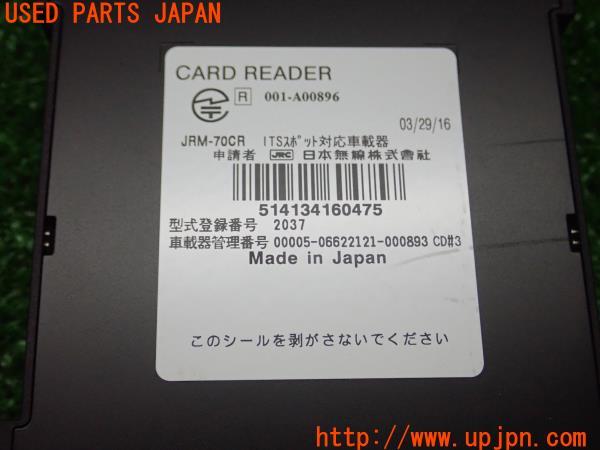 USED PARTS JAPAN
CARD READER
R 001-A00896
03/29/16
JRM-70CR ITSｽﾎﾟｯﾄ対応車載器
申請者 JRC 日本無線株式會社
514134160475
型式登録番号 2037
車載器管理番号 00005-06622121-000893 CD#3
Made in Japan
このシールを剥がさないでください
USED PARTS JAPAN
http://www.upjpn.com